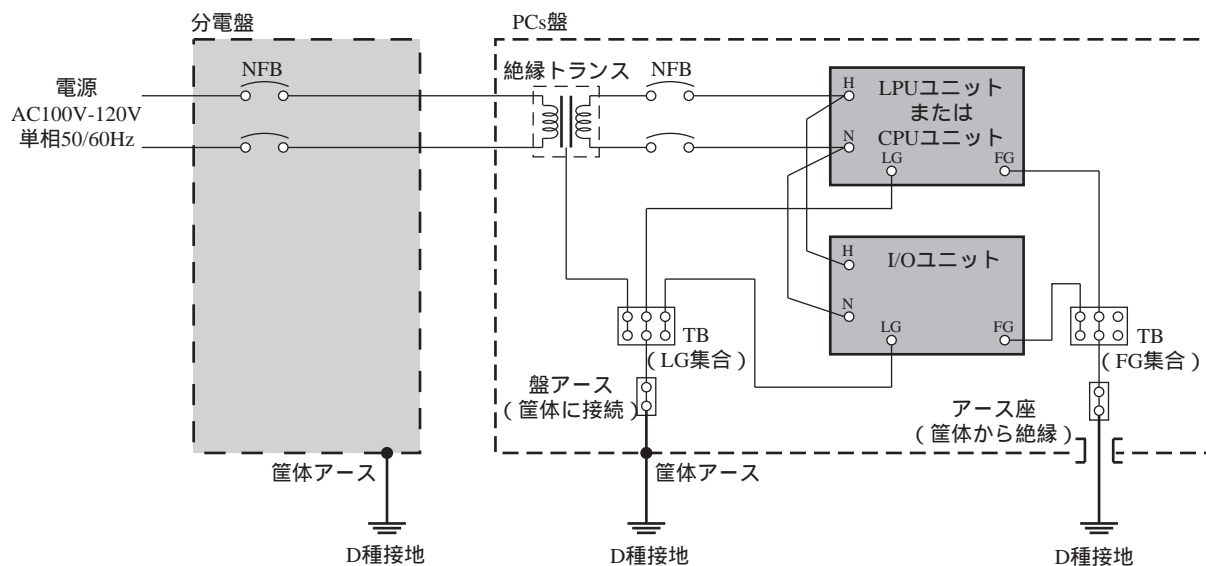 分電盤
PCs盤
NFB
絶縁トランス
NFB
電源
AC100V-120V
単相50/60Hz
H
LPUユニット
または
CPUユニット
N
LG
FG
H
I/Oユニット
N
LG
FG
TB
（LG集合）
TB
（FG集合）
盤アース
（筐体に接続）
アース座
（筐体から絶縁）
筐体アース
筐体アース
D種接地
D種接地
D種接地